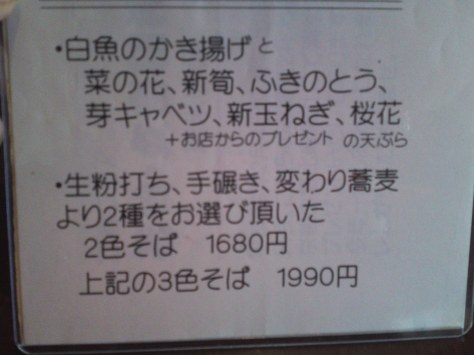 ・白魚のかき揚げと
菜の花、新筍、ふきのとう、
芽キャベツ、新玉ねぎ、桜花
+お店からのプレゼント の天ぷら
・生粉打ち、手碾き、変わり蕎麦
より2種をお選び頂いた
2色そば 1680円
上記の3色そば 1990円